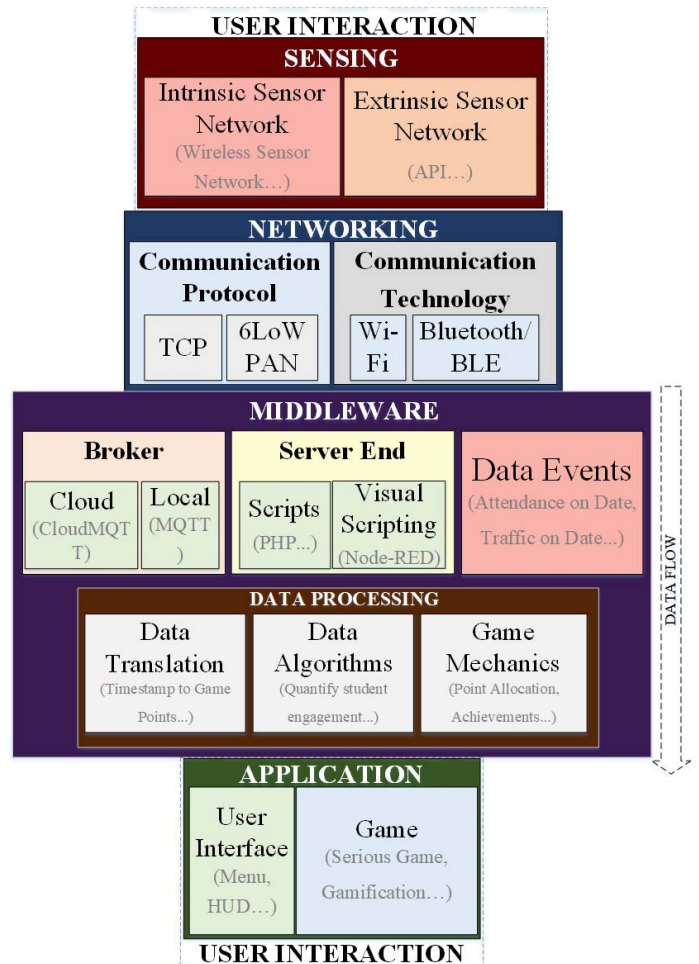 USER INTERACTION
SENSING
Intrinsic Sensor
Network
(Wireless Sensor
Network…)
Extrinsic Sensor
Network
(API…)
NETWORKING
Communication
Protocol
TCP
6LoW
PAN
Communication
Technology
Wi-
Fi
Bluetooth/
BLE
MIDDLEWARE
Broker
Cloud
(CloudMQT
T)
Local
(MQTT
)
Server End
Scripts
(PHP...)
Visual
Scripting
(Node-RED)
Data Events
(Attendance on Date,
Traffic on Date...)
DATA PROCESSING
Data
Translation
(Timestamp to Game
Points...)
Data
Algorithms
(Quantify student
engagement...)
Game
Mechanics
(Point Allocation,
Achievements...)
DATA FLOW
APPLICATION
User
Interface
(Menu,
HUD…)
Game
(Serious Game,
Gamification…)
USER INTERACTION